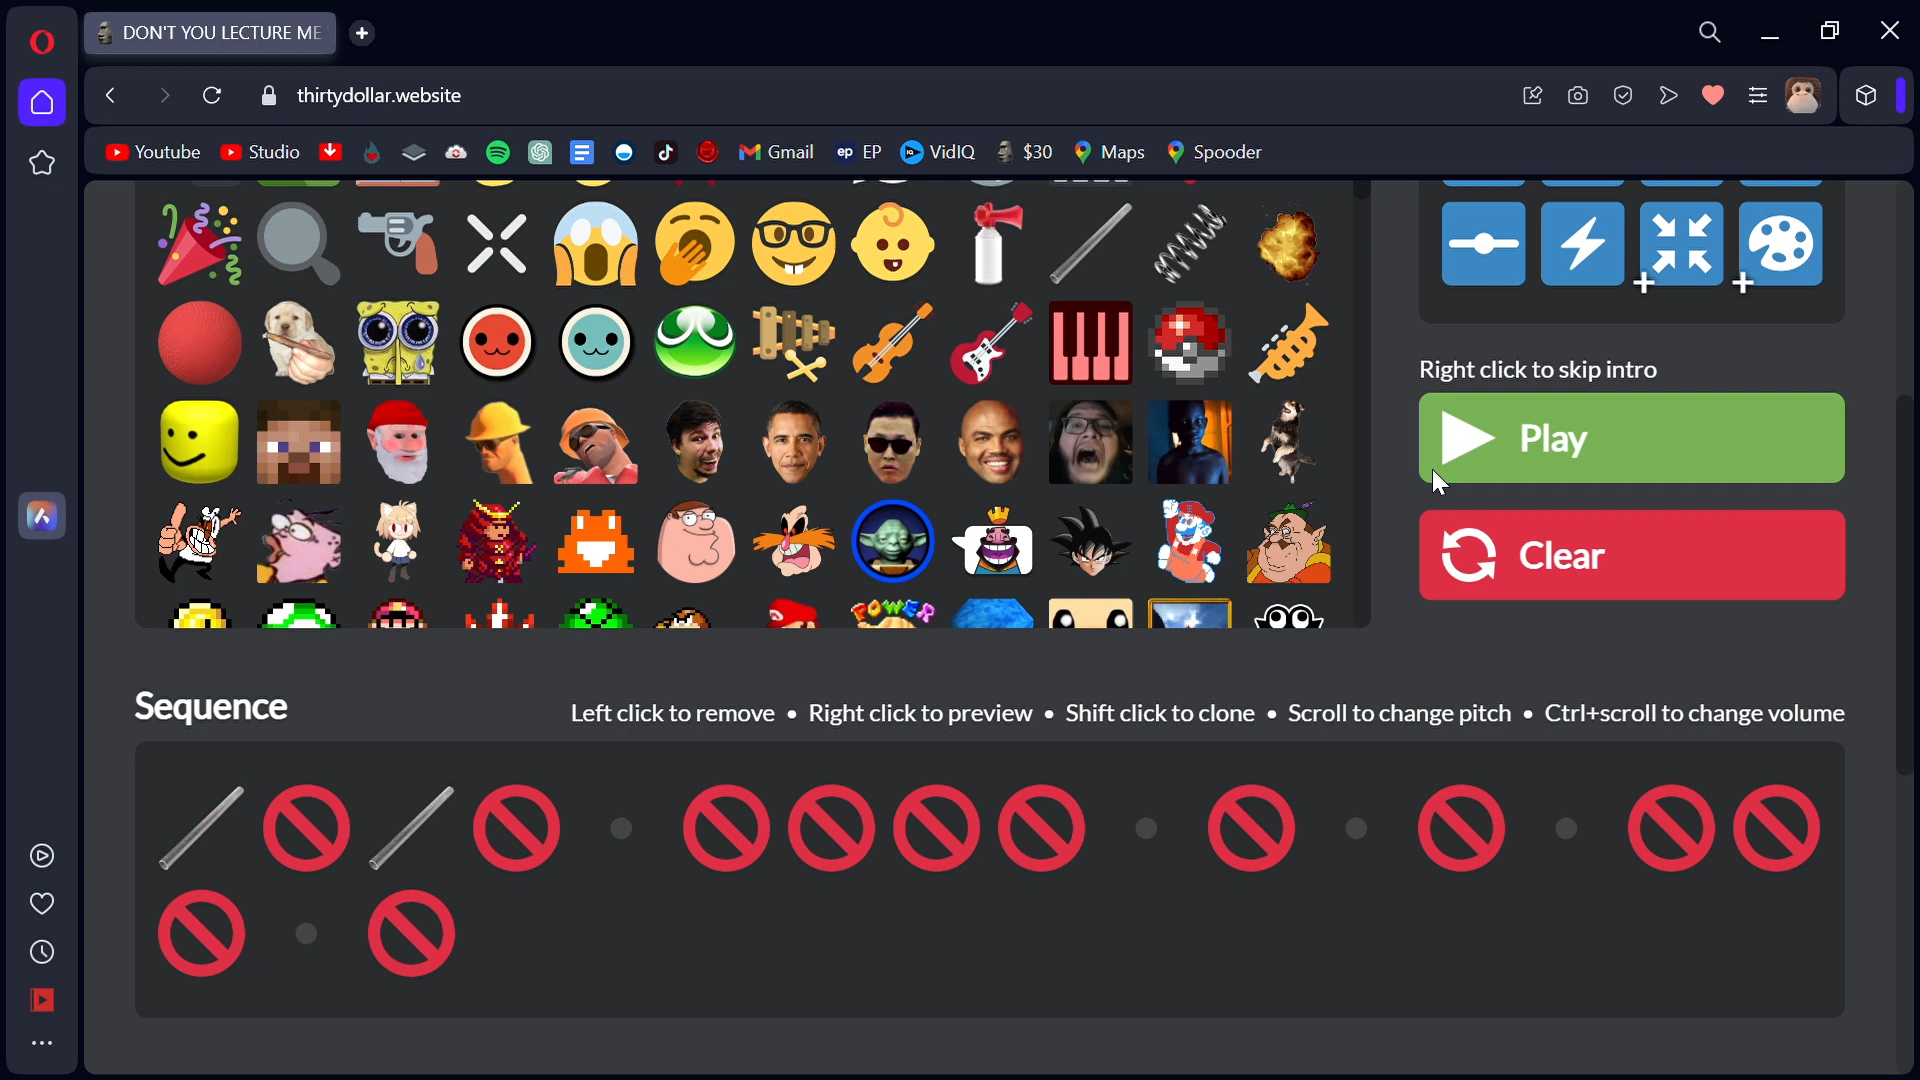 DON'T YOU LECTURE ME
thirtydollar.website
Youtube
Studio
Gmail
ep EP
VidIQ
$30
Maps
Spooder
Right click to skip intro
Play
Clear
POWER
Sequence
Left click to remove • Right click to preview • Shift click to clone • Scroll to change pitch • Ctrl+scroll to change volume